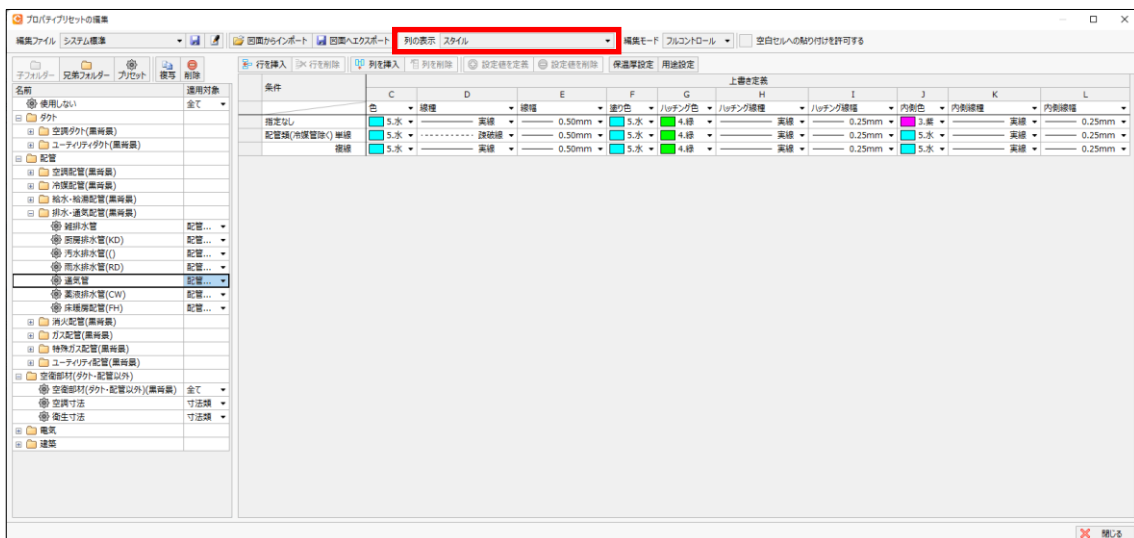 プロパティプリセットの編集
編集ファイル システム標準 図面からインポート 図面へエクスポート 列の表示 スタイル 編集モード フルコントロール 空白セルへの貼り付けを許可する
子フォルダー 兄弟フォルダー プリセット 複写 削除 行を挿入 行を削除 列を挿入 列を削除 設定値を定義 設定値を削除 保温厚設定 用途設定
名前 適用対象 条件 上書き定義
C D E F G H I J K L
色 線種 線幅 塗り色 ハッチング色 ハッチング線種 ハッチング線幅 内側色 内側線種 内側線幅
指定なし 5.水 実線 0.50mm 5.水 4.緑 実線 0.25mm 3.紫 実線 0.25mm
配管類(冷媒管除く) 単線 5.水 疎破線 0.50mm 5.水 4.緑 実線 0.25mm 5.水 実線 0.25mm
複線 5.水 実線 0.50mm 5.水 4.緑 実線 0.25mm 5.水 実線 0.25mm
使用しない 全て
ダクト
空調ダクト(黒背景)
ユーティリティダクト(黒背景)
配管
空調配管(黒背景)
冷媒配管(黒背景)
給水・給湯配管(黒背景)
排水・通気配管(黒背景)
雑排水管 配管...
厨房排水管(KD) 配管...
汚水排水管(() 配管...
雨水排水管(RD) 配管...
通気管 配管...
薬液排水管(CW) 配管...
床暖房配管(FH) 配管...
消火配管(黒背景)
ガス配管(黒背景)
特殊ガス配管(黒背景)
ユーティリティ配管(黒背景)
空衛部材(ダクト・配管以外)
空衛部材(ダクト・配管以外)(黒背景) 全て
空調寸法 寸法類
衛生寸法 寸法類
電気
建築
閉じる